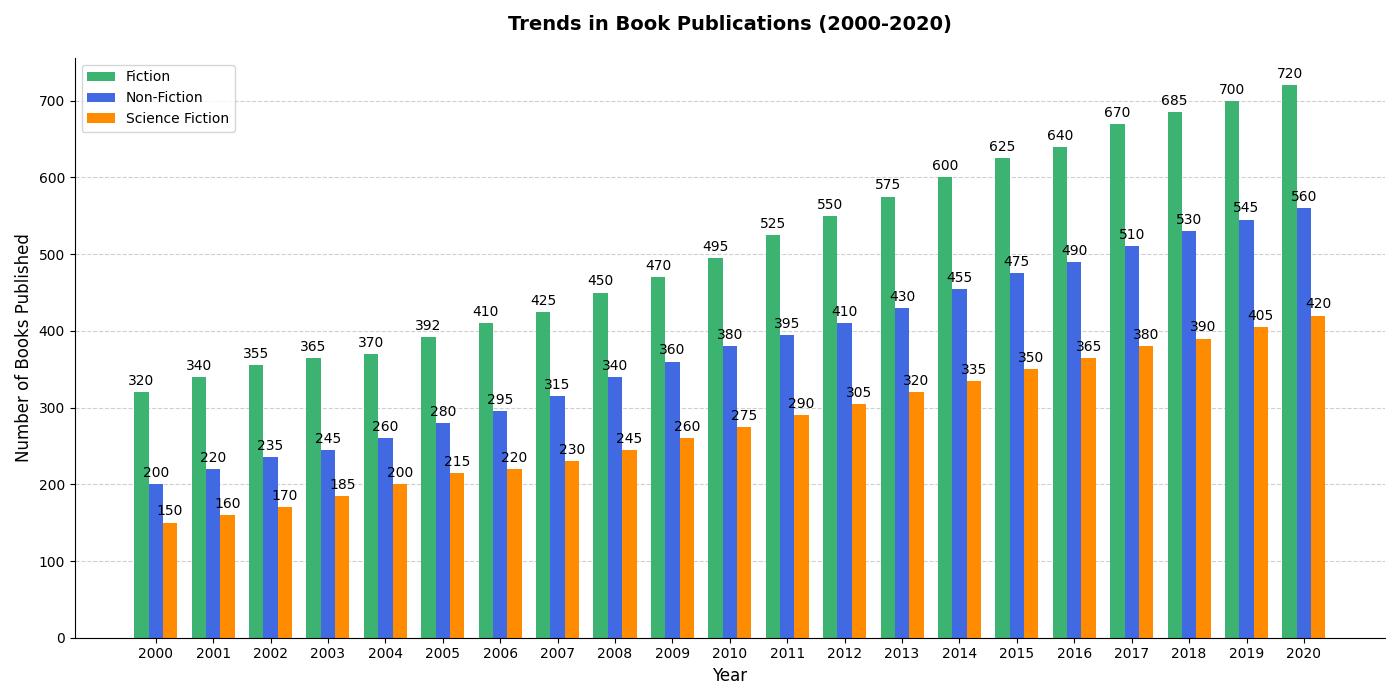 Trends in Book Publications (2000-2020)
Fiction
Non-Fiction
Science Fiction
Number of Books Published
700
600
500
400
300
200
100
0
320 200 150
340 220 160
355 235 170
365 245 185
370 260 200
392 280 215
410 295 220
425 315 230
450 340 245
470 360 260
495 380 275
525 395 290
550 410 305
575 430 320
600 455 335
625 475 350
640 490 365
670 510 380
685 530 390
700 545 405
720 560 420
2000 2001 2002 2003 2004 2005 2006 2007 2008 2009 2010 2011 2012 2013 2014 2015 2016 2017 2018 2019 2020
Year